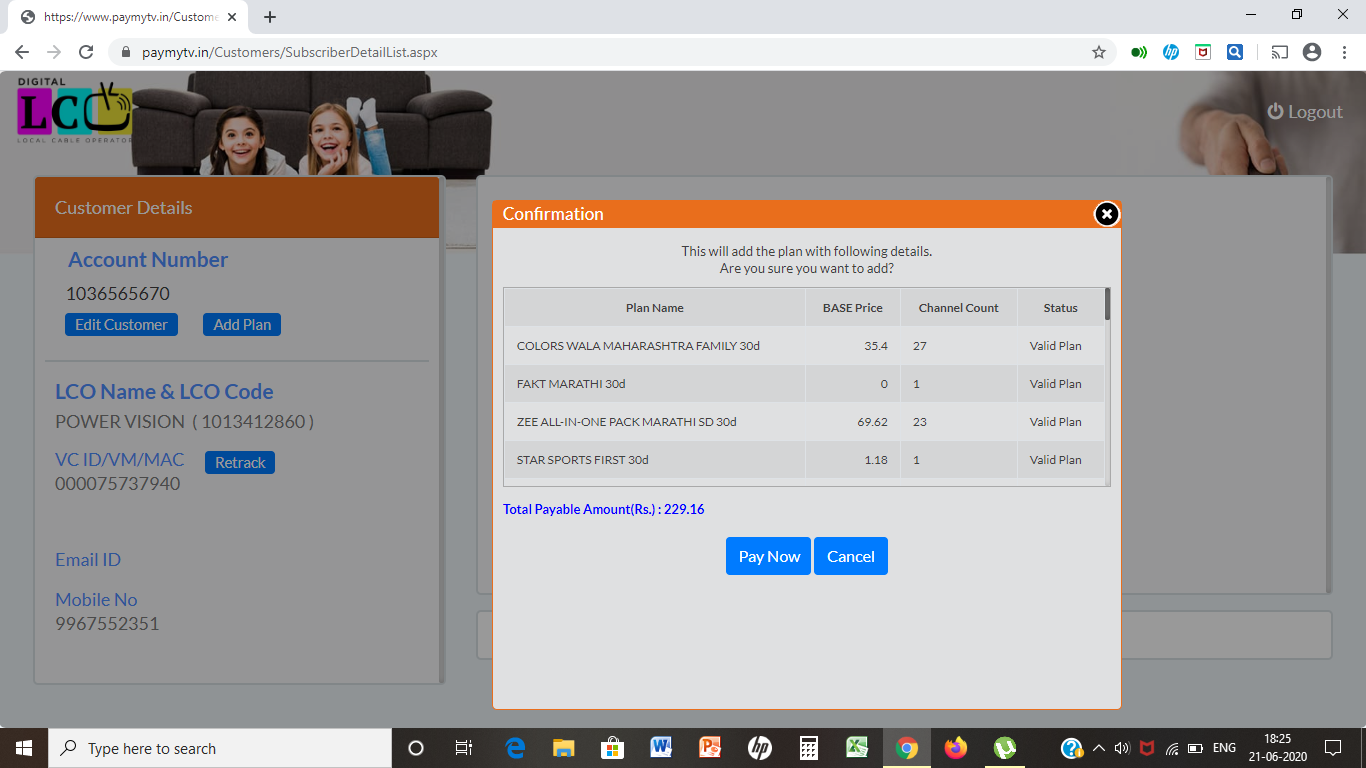 https://www.paymytv.in/Custome
paymytv.in/Customers/SubscriberDetailList.aspx
DIGITAL
LCO
LOCAL CABLE OPERATOR
Logout
Customer Details
Account Number
1036565670
Edit Customer Add Plan
LCO Name & LCO Code
POWER VISION ( 1013412860 )
VC ID/VM/MAC Retrack
000075737940
Email ID
Mobile No
9967552351
Confirmation
This will add the plan with following details.
Are you sure you want to add?
Plan Name BASE Price Channel Count Status
COLORS WALA MAHARASHTRA FAMILY 30d 35.4 27 Valid Plan
FAKT MARATHI 30d 0 1 Valid Plan
ZEE ALL-IN-ONE PACK MARATHI SD 30d 69.62 23 Valid Plan
STAR SPORTS FIRST 30d 1.18 1 Valid Plan
Total Payable Amount(Rs.) : 229.16
Pay Now Cancel
Type here to search
ENG
18:25
21-06-2020